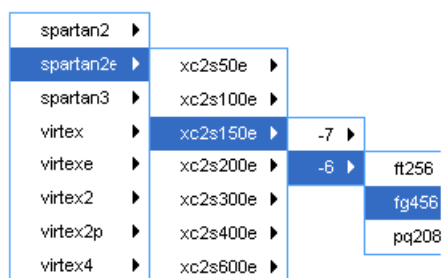 spartan2
spartan2e
spartan3
virtex
virtexe
virtex2
virtex2p
virtex4
xc2s50e
xc2s100e
xc2s150e
xc2s200e
xc2s300e
xc2s400e
xc2s600e
-7
-6
ft256
fg456
pq208